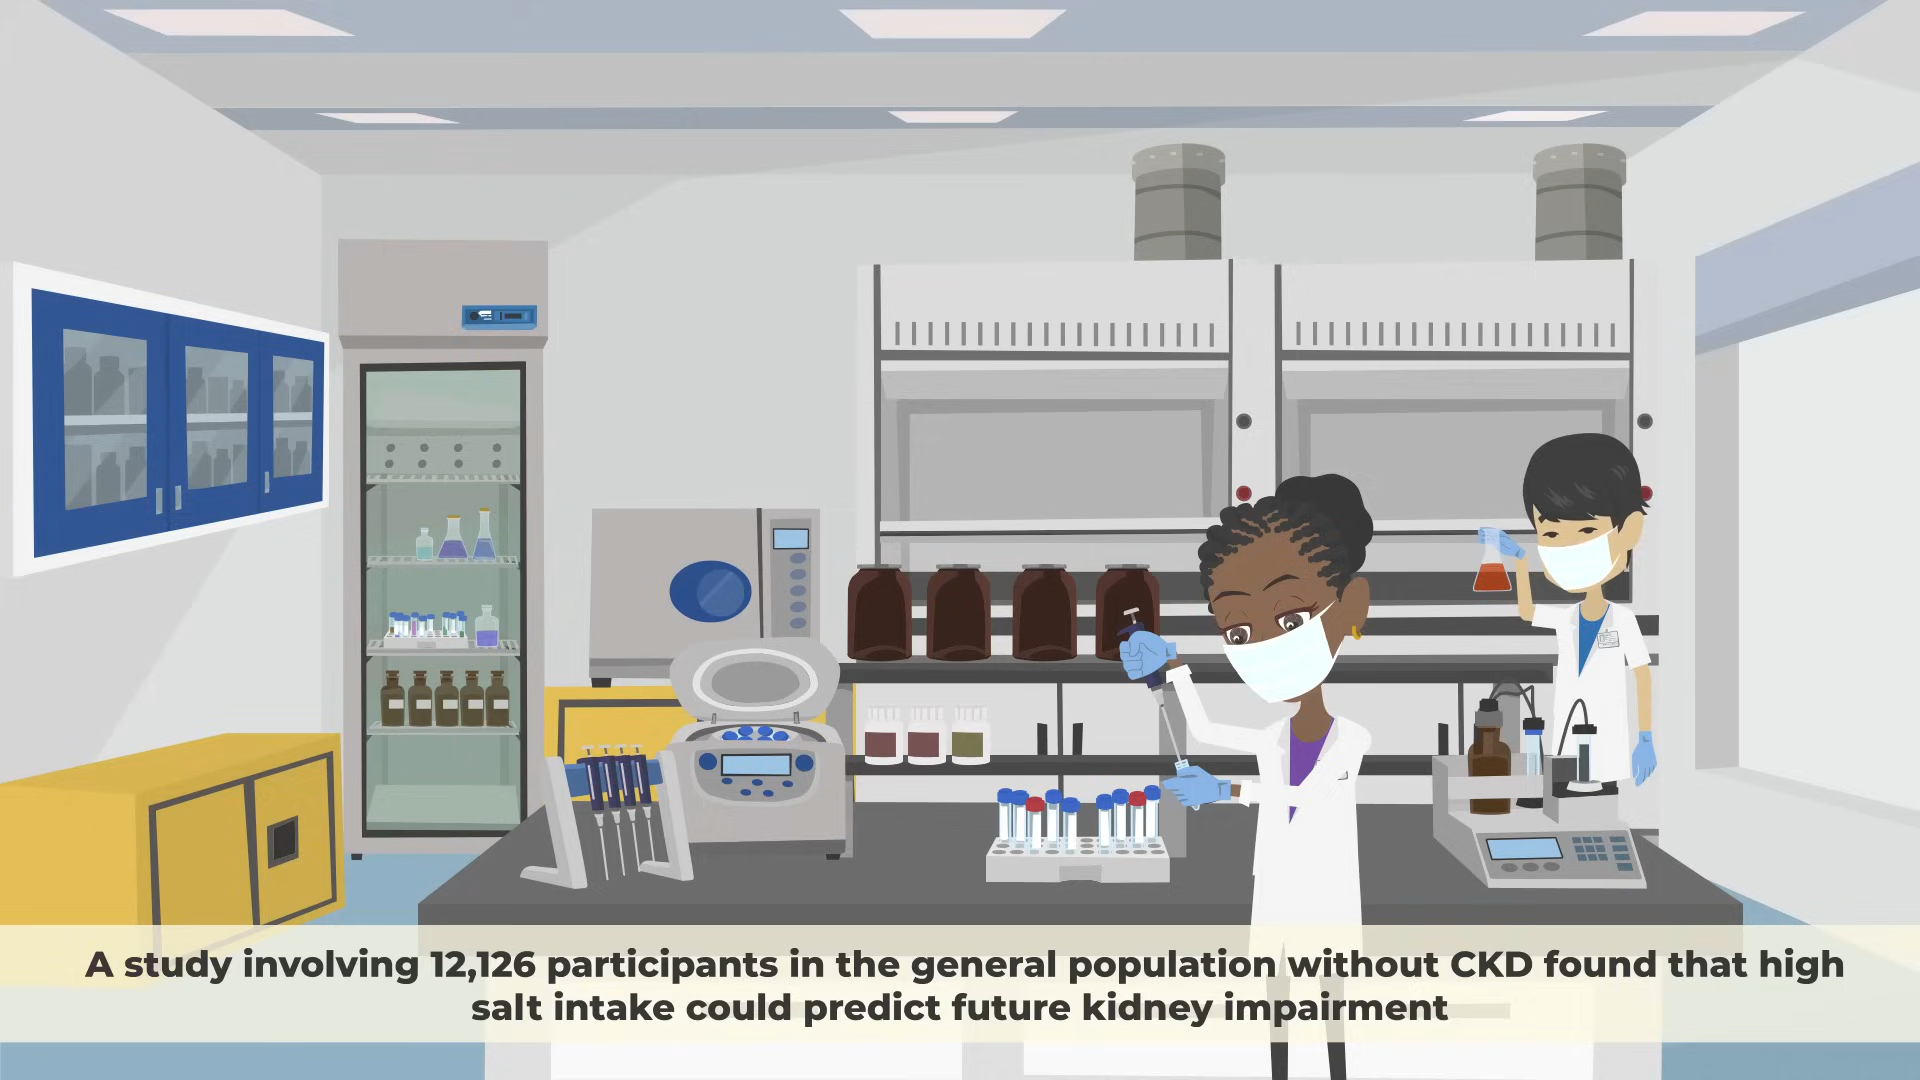 A study involving 12,126 participants in the general population without CKD found that high
salt intake could predict future kidney impairment